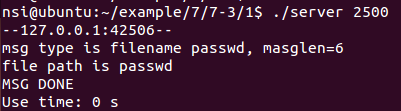 nsi@ubuntu:~/example/7/7-3/1$ ./server 2500
--127.0.0.1:42506--
msg type is filename passwd, masglen=6
file path is passwd
MSG DONE
Use time: 0 s